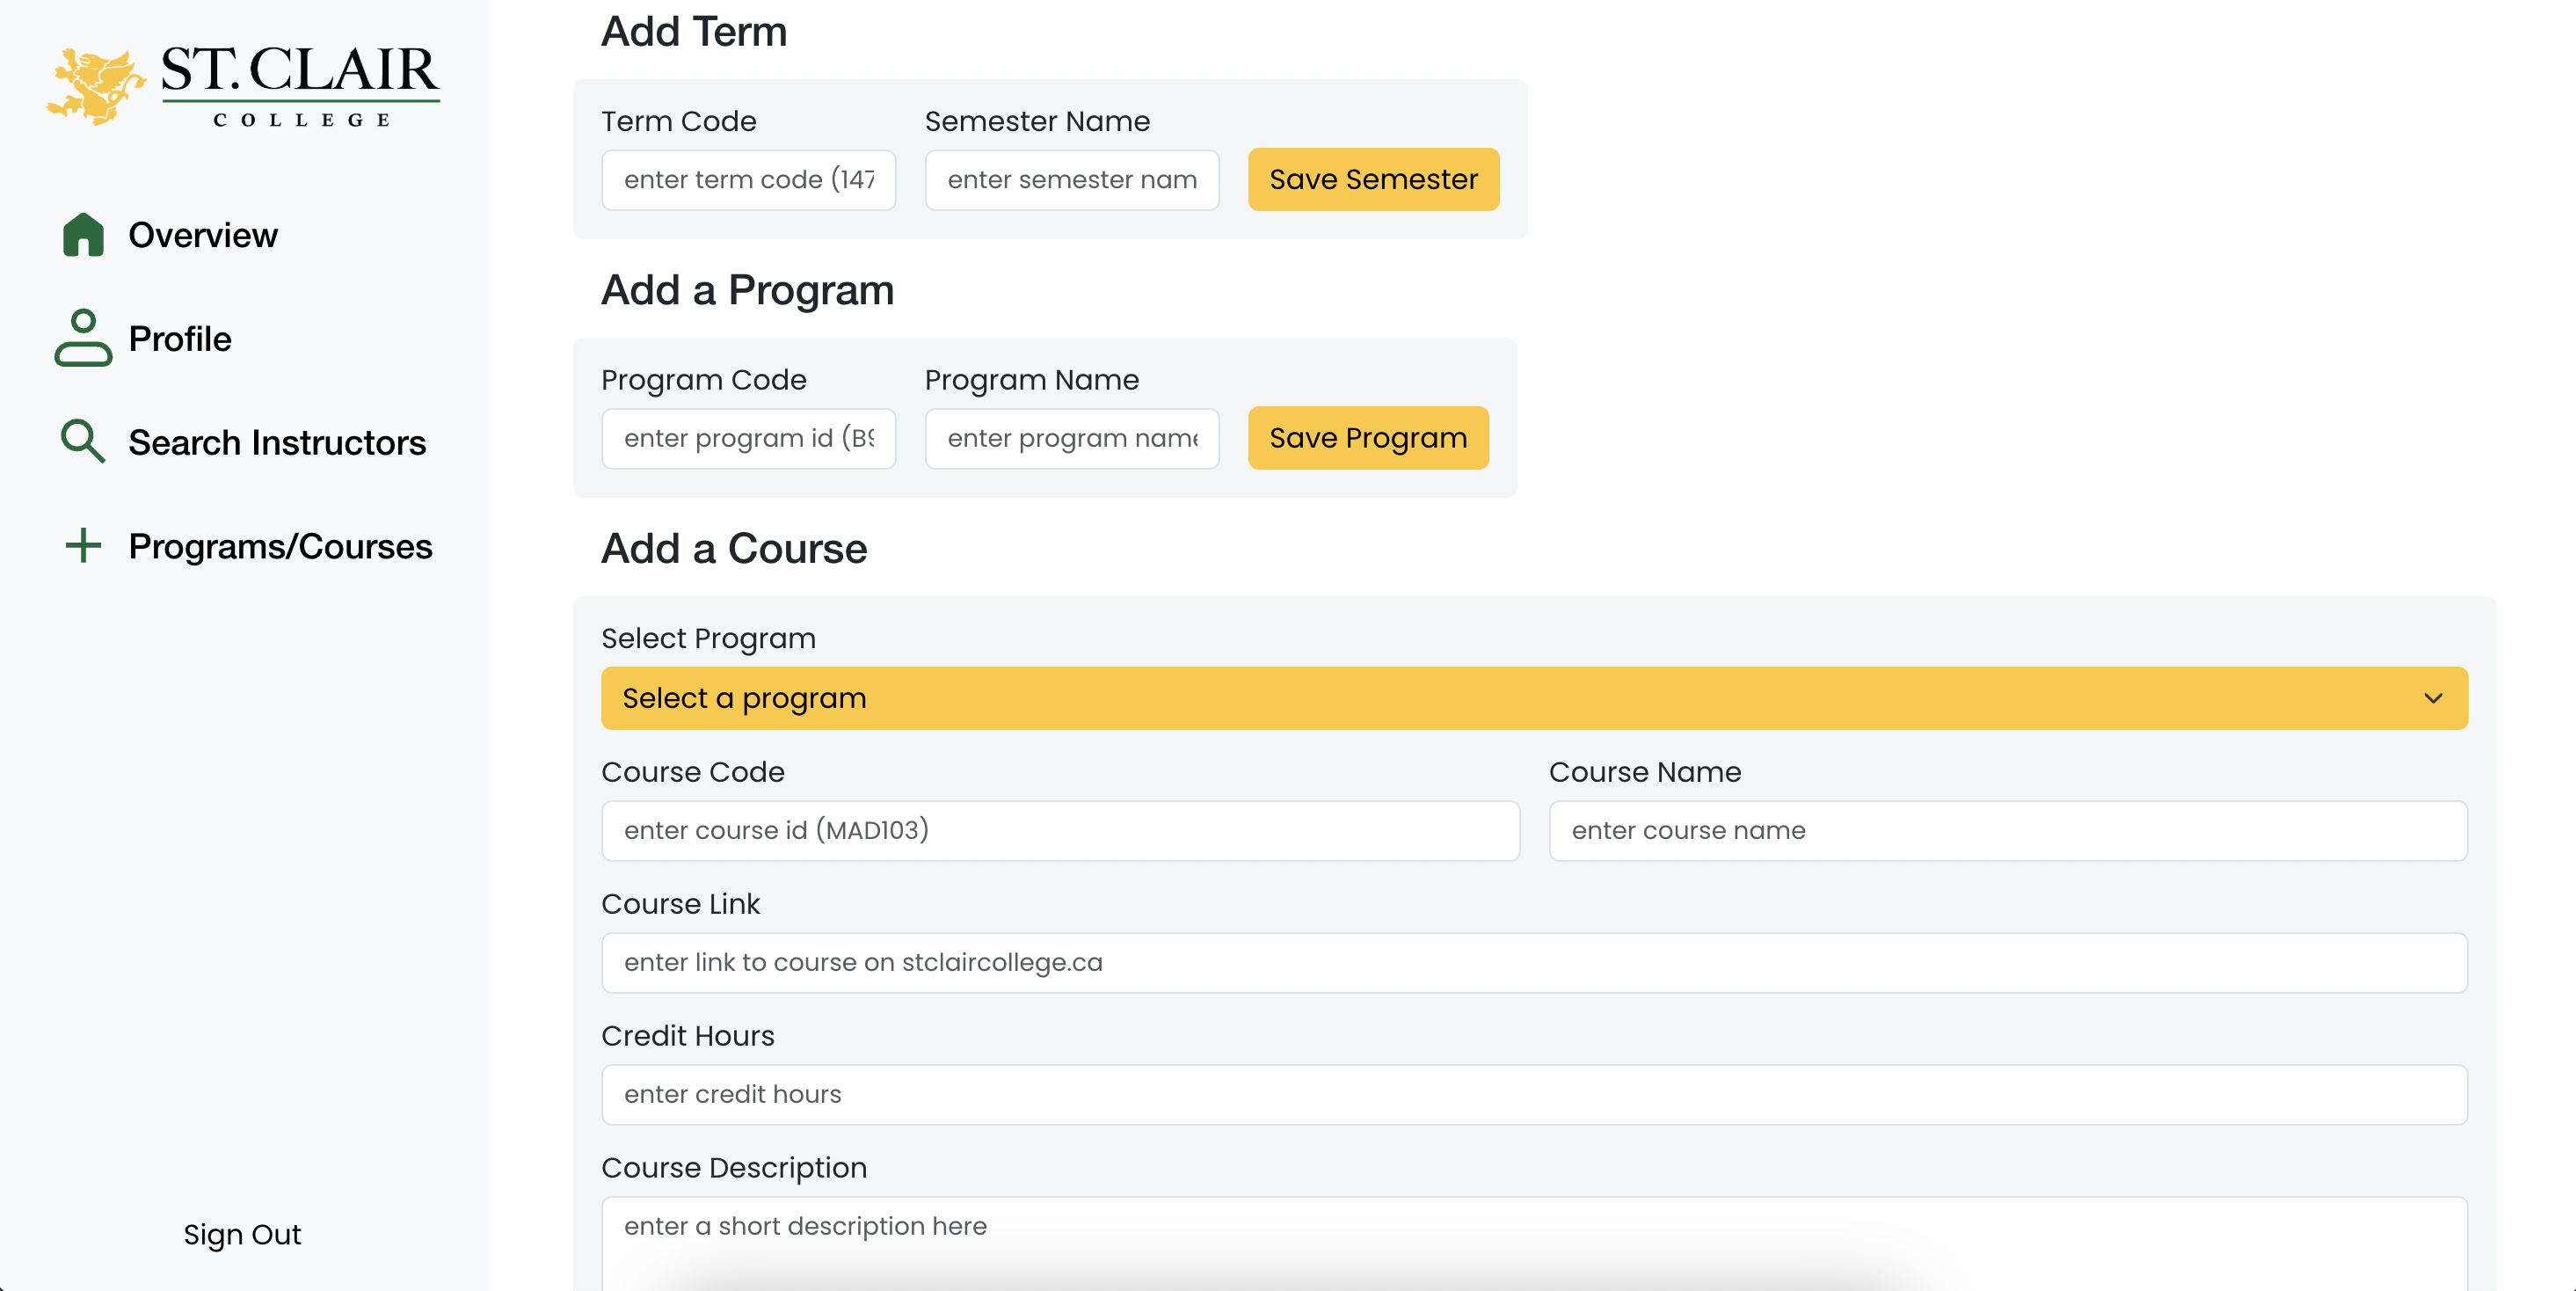 ST. CLAIR
COLLEGE
Overview
Profile
Search Instructors
Programs/Courses
Sign Out
Add Term
Term Code
Semester Name
enter term code (147
enter semester nam
Save Semester
Add a Program
Program Code
Program Name
enter program id (B9
enter program name
Save Program
Add a Course
Select Program
Select a program
Course Code
Course Name
enter course id (MAD103)
enter course name
Course Link
enter link to course on stclaircollege.ca
Credit Hours
enter credit hours
Course Description
enter a short description here